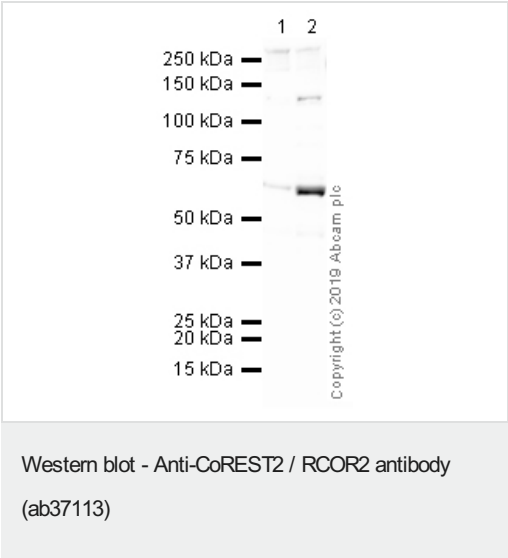 1 2
250 kDa
150 kDa
100 kDa
75 kDa
50 kDa
37 kDa
25 kDa
20 kDa
15 kDa
Copyright (c) 2019 Abcam plc
Western blot - Anti-CoREST2 / RCOR2 antibody
(ab37113)